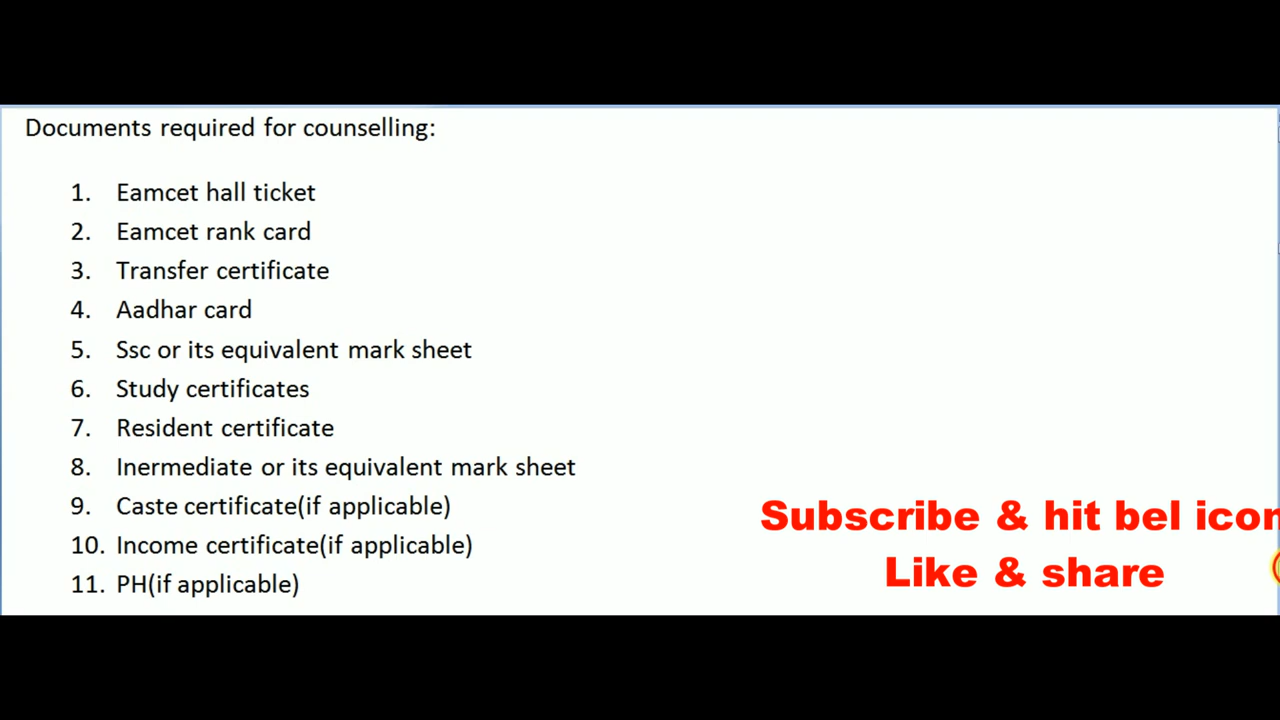 Documents required for counselling:
1. Eamcet hall ticket
2. Eamcet rank card
3. Transfer certificate
4. Aadhar card
5. Ssc or its equivalent mark sheet
6. Study certificates
7. Resident certificate
8. Inermediate or its equivalent mark sheet
9. Caste certificate(if applicable)
10. Income certificate(if applicable)
11. PH(if applicable)
Subscribe & hit bel icon
Like & share